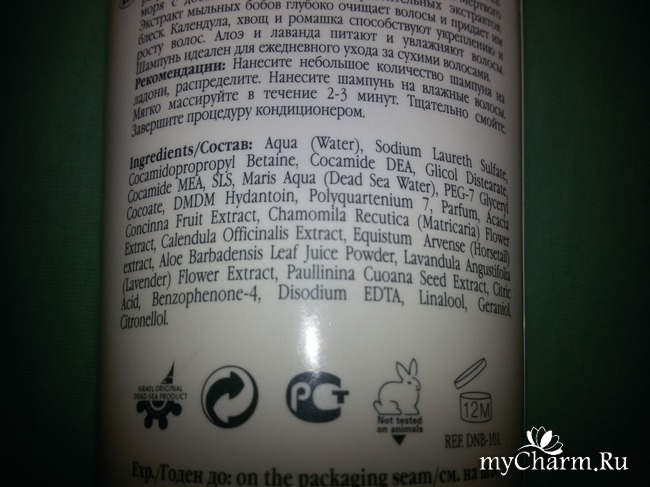 моря с
мертвого
растительных экстрактов.
Экстракт мыльных бобов глубоко очищает волосы и придает им
блеск. Календула, хвощ и ромашка способствуют укреплению и
росту волос. Алоэ и лаванда питают и увлажняют волосы.
Шампунь идеален для ежедневного ухода за сухими волосами.
Рекомендации: Нанесите небольшое количество шампуня на
ладони, распределите. Нанесите шампунь на влажные волосы.
Мягко массируйте в течение 2-3 минут. Тщательно смойте.
Завершите процедуру кондиционером.
Ingredients/Состав: Aqua (Water), Sodium Laureth Sulfate,
Cocamidopropropyl Betaine, Cocamide DEA, Glicol Distearate,
Cocamide MEA, SLS, Maris Aqua (Dead Sea Water), PEG-7 Glyceryl
Cocoate, DMDM Hydantoin, Polyquartenium 7, Parfum, Acacia
Concinna Fruit Extract, Chamomila Recutica (Matricaria) Flower
Extract, Calendula Officinalis Extract, Equistum Arvense (Horsetail)
extract, Aloe Barbadensis Leaf Juice Powder, Lavandula Angustifolia
(Lavender) Flower Extract, Paullinina Cuoana Seed Extract, Citric
Acid, Benzophenone-4, Disodium EDTA, Linalool, Geraniol,
Citronellol.
ISRAEL ORIGINAL
DEAD SEA PRODUCT
РСТ
Not tested
on animals
12M
REF. DNB-101
Exp./Годен до: on the packaging seam/см. на
myCharm.Ru